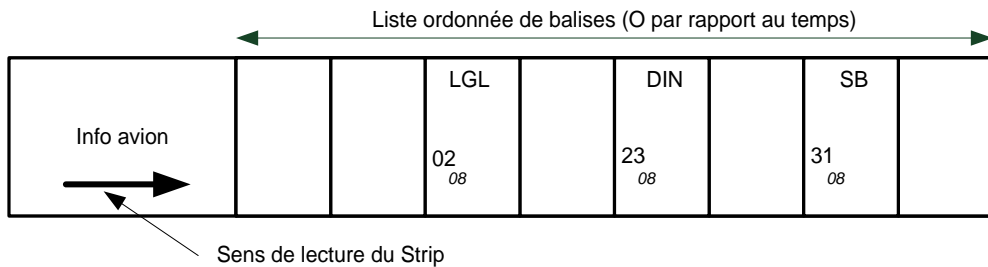 Liste ordonnée de balises (O par rapport au temps)
LGL DIN SB
Info avion
02 23 31
08 08 08
Sens de lecture du Strip